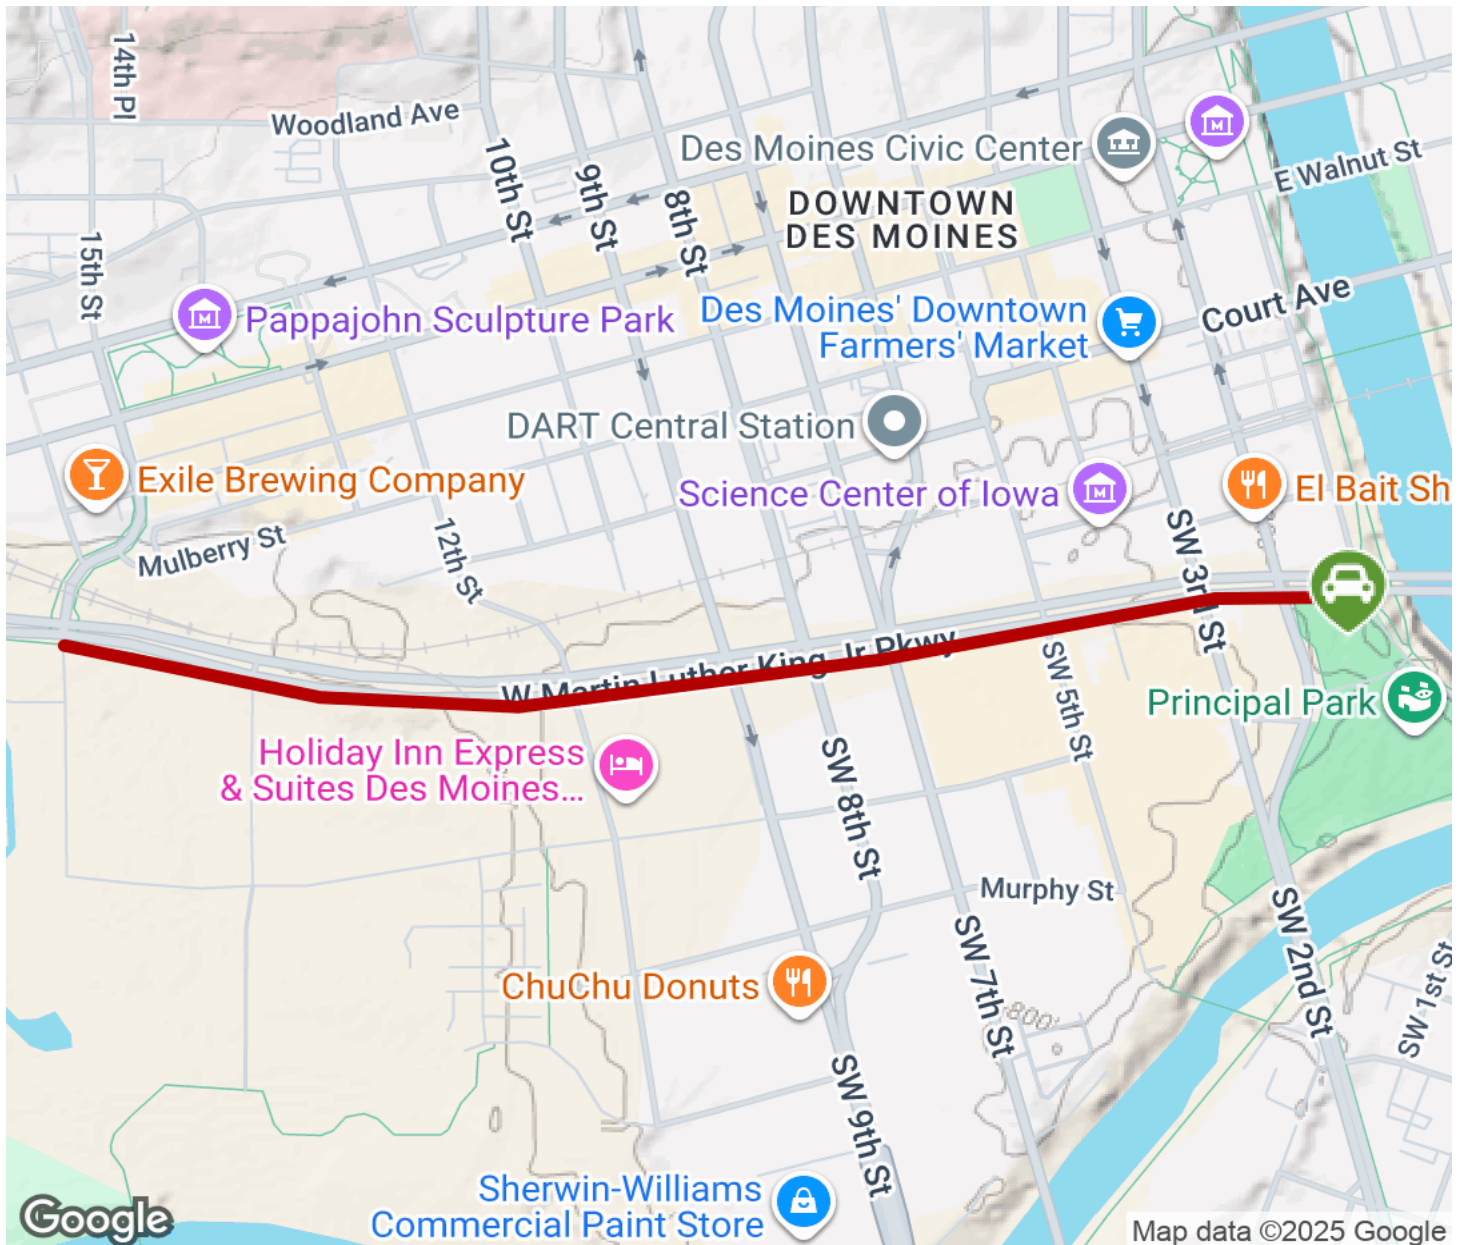 14th Pl
Woodland Ave
10th St
9th St
8th St
Des Moines Civic Center
E Walnut St
DOWNTOWN
DES MOINES
15th St
Pappajohn Sculpture Park
Des Moines' Downtown
Farmers' Market
Court Ave
DART Central Station
Exile Brewing Company
Science Center of Iowa
El Bait Sh
Mulberry St
12th St
SW 3rd St
W Martin Luther King Jr Pkwy
SW 5th St
Principal Park
Holiday Inn Express
& Suites Des Moines...
SW 8th St
Murphy St
SW 2nd St
SW 7th St
ChuChu Donuts
800'
SW 1st St
SW 9th St
Sherwin-Williams
Commercial Paint Store
Google
Map data ©2025 Google